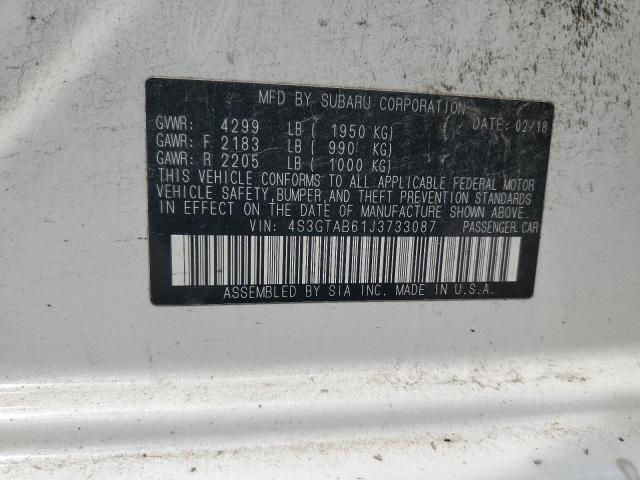 MFD BY SUBARU CORPORATION DATE: 02/18
GVWR: 4299 LB ( 1950 KG)
GAWR: F 2183 LB ( 990 KG)
GAWR: R 2205 LB ( 1000 KG)
THIS VEHICLE CONFORMS TO ALL APPLICABLE FEDERAL MOTOR
VEHICLE SAFETY, BUMPER, AND THEFT PREVENTION STANDARDS
IN EFFECT ON THE DATE OF MANUFACTURE SHOWN ABOVE.
VIN: 4S3GTAB61J3733087 PASSENGER CAR
ASSEMBLED BY SIA INC. MADE IN U.S.A.